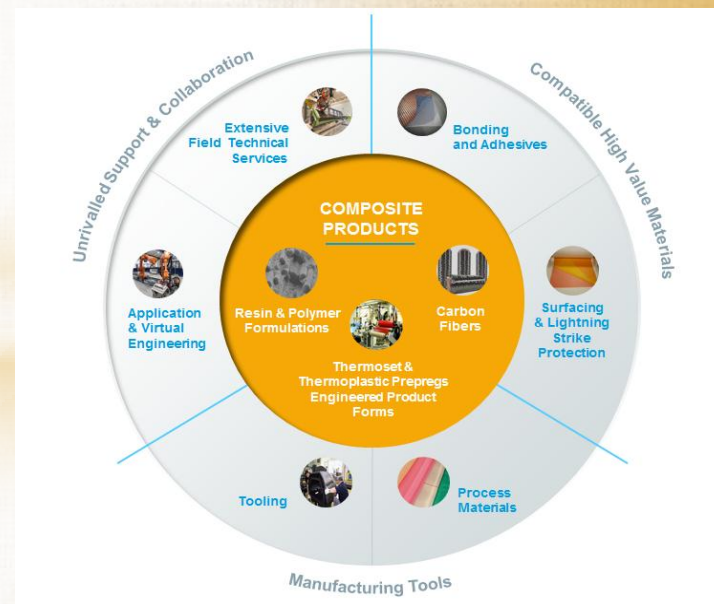 Unrivalled Support & Collaboration
Compatible High Value Materials
Extensive
Field Technical
Services
Bonding
and Adhesives
COMPOSITE
PRODUCTS
Application
& Virtual
Engineering
Resin & Polymer
Formulations
Carbon
Fibers
Surfacing
& Lightning
Strike
Protection
Thermoset &
Thermoplastic Prepregs
Engineered Product
Forms
Tooling
Process
Materials
Manufacturing Tools